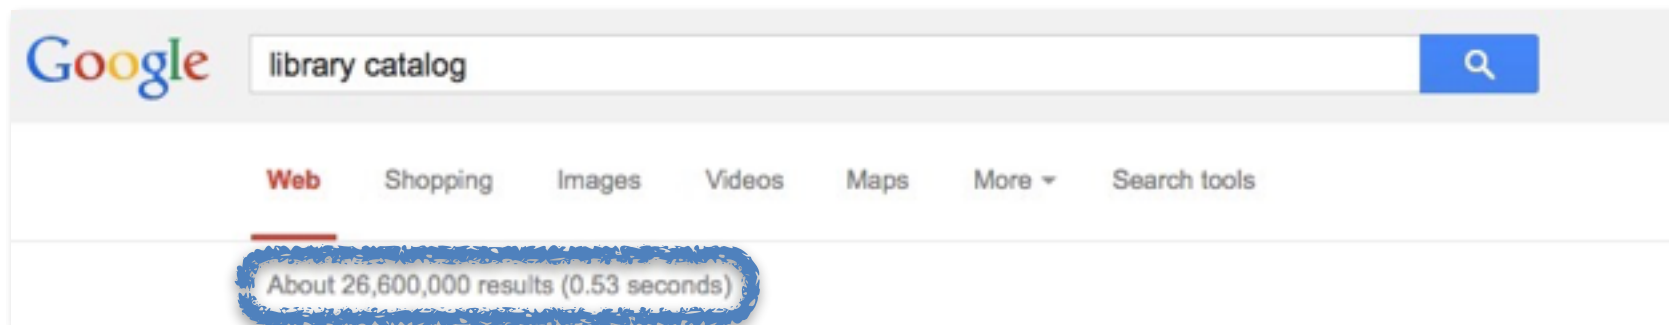 Google library catalog
Web Shopping Images Videos Maps More Search tools
About 26,600,000 results (0.53 seconds)